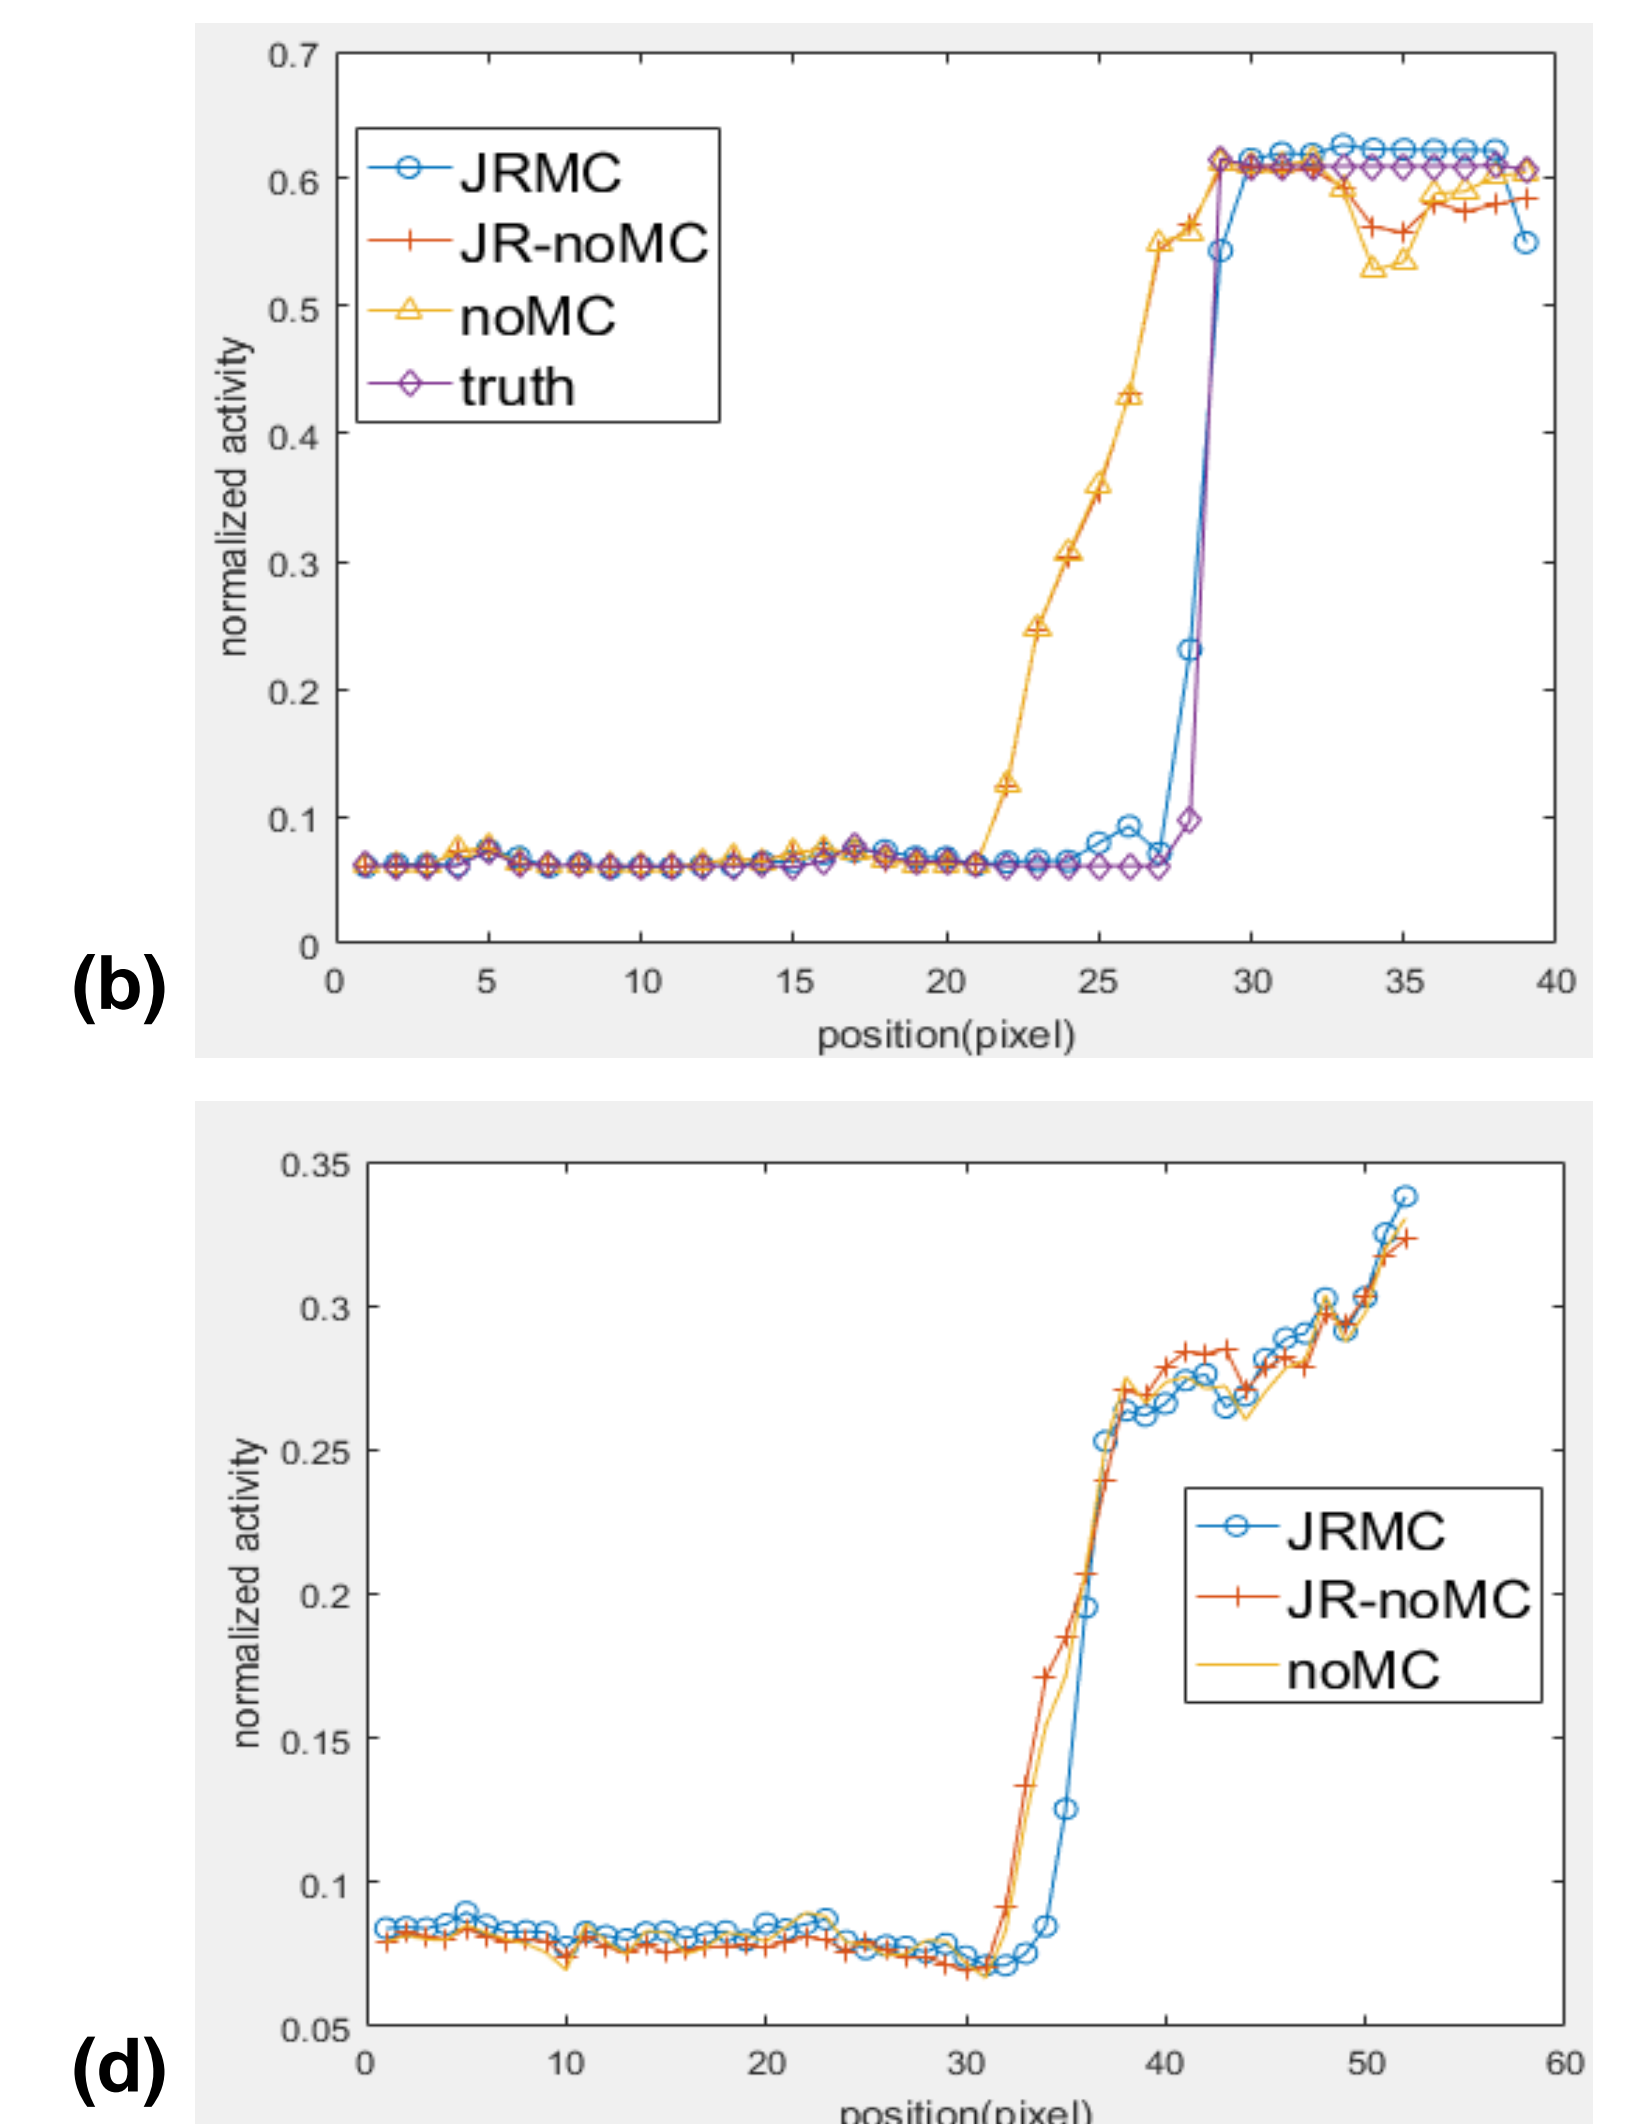 0.7
0.6
0.5
0.4
0.3
0.2
0.1
0
normalized activity
JRMC
JR-noMC
noMC
truth
0 5 10 15 20 25 30 35 40
position(pixel)
(b)
0.35
0.3
0.25
0.2
0.15
0.1
0.05
normalized activity
JRMC
JR-noMC
noMC
0 10 20 30 40 50 60
position(pixel)
(d)